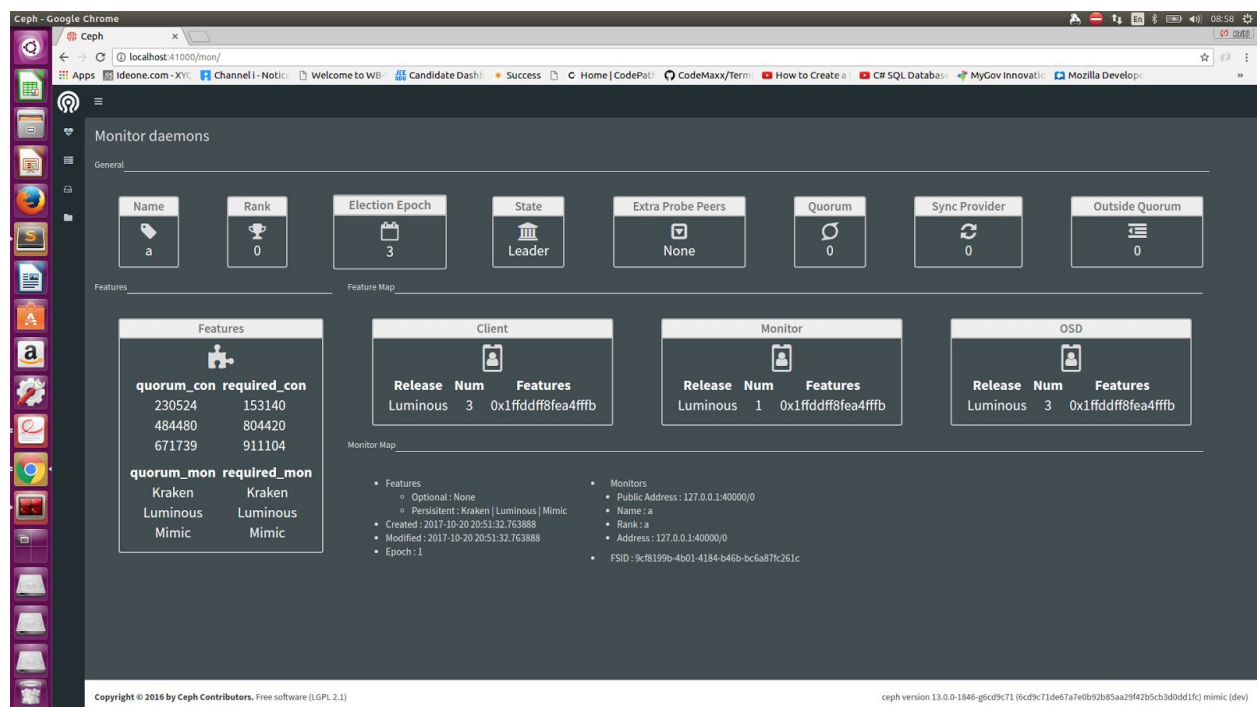 Ceph - Google Chrome
En
08:58
Ceph
localhost:41000/mon/
Apps Ideone.com - XYC Channel i - Notice Welcome to WB- Candidate Dash Success Home | CodePath CodeMaxx/Term How to Create a C# SQL Database MyGov Innovatio Mozilla Develope »
Monitor daemons
General
Name Rank Election Epoch State Extra Probe Peers Quorum Sync Provider Outside Quorum
a 0 3 Leader None 0 0 0
Features Feature Map
Features Client Monitor OSD
quorum_con required_con
230524 153140
484480 804420
671739 911104
quorum_mon required_mon
Kraken Kraken
Luminous Luminous
Mimic Mimic
Release Num Features
Luminous 3 0x1ffddff8fea4fffb
Release Num Features
Luminous 1 0x1ffddff8fea4fffb
Release Num Features
Luminous 3 0x1ffddff8fea4fffb
Monitor Map
Features
Optional : None
Persisitent : Kraken | Luminous | Mimic
Created : 2017-10-20 20:51:32.763888
Modified : 2017-10-20 20:51:32.763888
Epoch : 1
Monitors
Public Address : 127.0.0.1:40000/0
Name : a
Rank : a
Address : 127.0.0.1:40000/0
FSID : 9cf8199b-4b01-4184-b46b-bc6a87fc261c
Copyright © 2016 by Ceph Contributors. Free software (LGPL 2.1)
ceph version 13.0.0-1846-g6cd9c71 (6cd9c71de67a7e0b92b85aa29f42b5cb3d0dd1fc) mimic (dev)